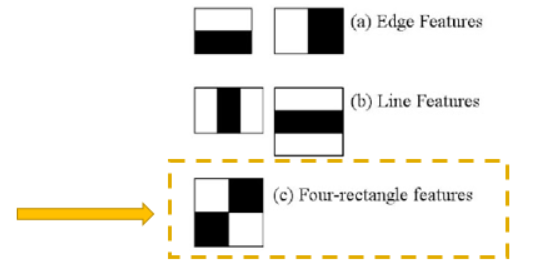 (a) Edge Features
(b) Line Features
(c) Four-rectangle features